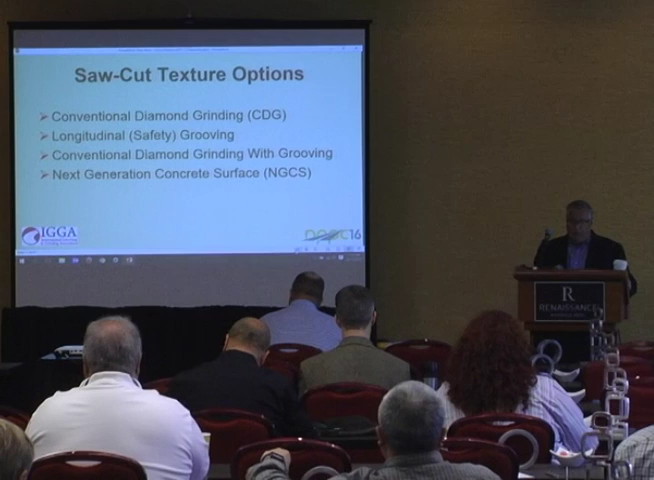 Saw-Cut Texture Options
➢ Conventional Diamond Grinding (CDG)
➢ Longitudinal (Safety) Grooving
➢ Conventional Diamond Grinding With Grooving
➢ Next Generation Concrete Surface (NGCS)
IGGA
16
R
RENAISSANCE